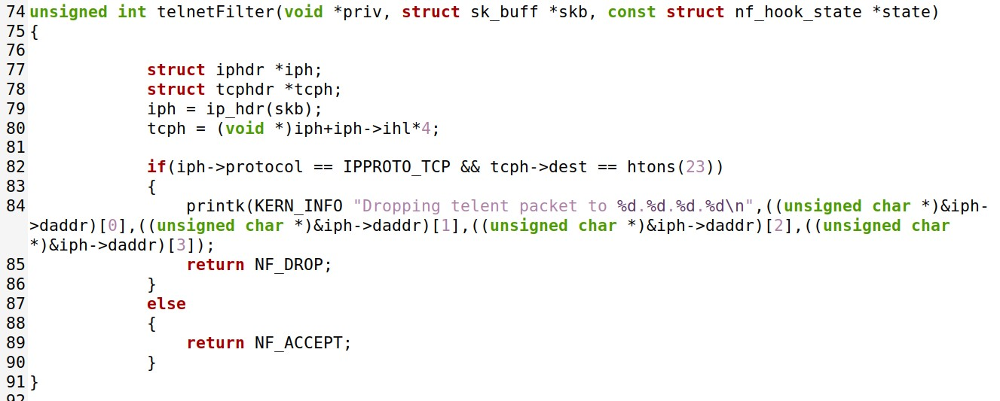 74 unsigned int telnetFilter(void *priv, struct sk_buff *skb, const struct nf_hook_state *state)
75 {
76
77 struct iphdr *iph;
78 struct tcphdr *tcph;
79 iph = ip_hdr(skb);
80 tcph = (void *)iph+iph->ihl*4;
81
82 if(iph->protocol == IPPROTO_TCP && tcph->dest == htons(23))
83 {
84 printk(KERN_INFO "Dropping telent packet to %d.%d.%d.%d\n",((unsigned char *)&iph-
>daddr)[0],((unsigned char *)&iph->daddr)[1],((unsigned char *)&iph->daddr)[2],((unsigned char
*)&iph->daddr)[3]);
85 return NF_DROP;
86 }
87 else
88 {
89 return NF_ACCEPT;
90 }
91 }
92